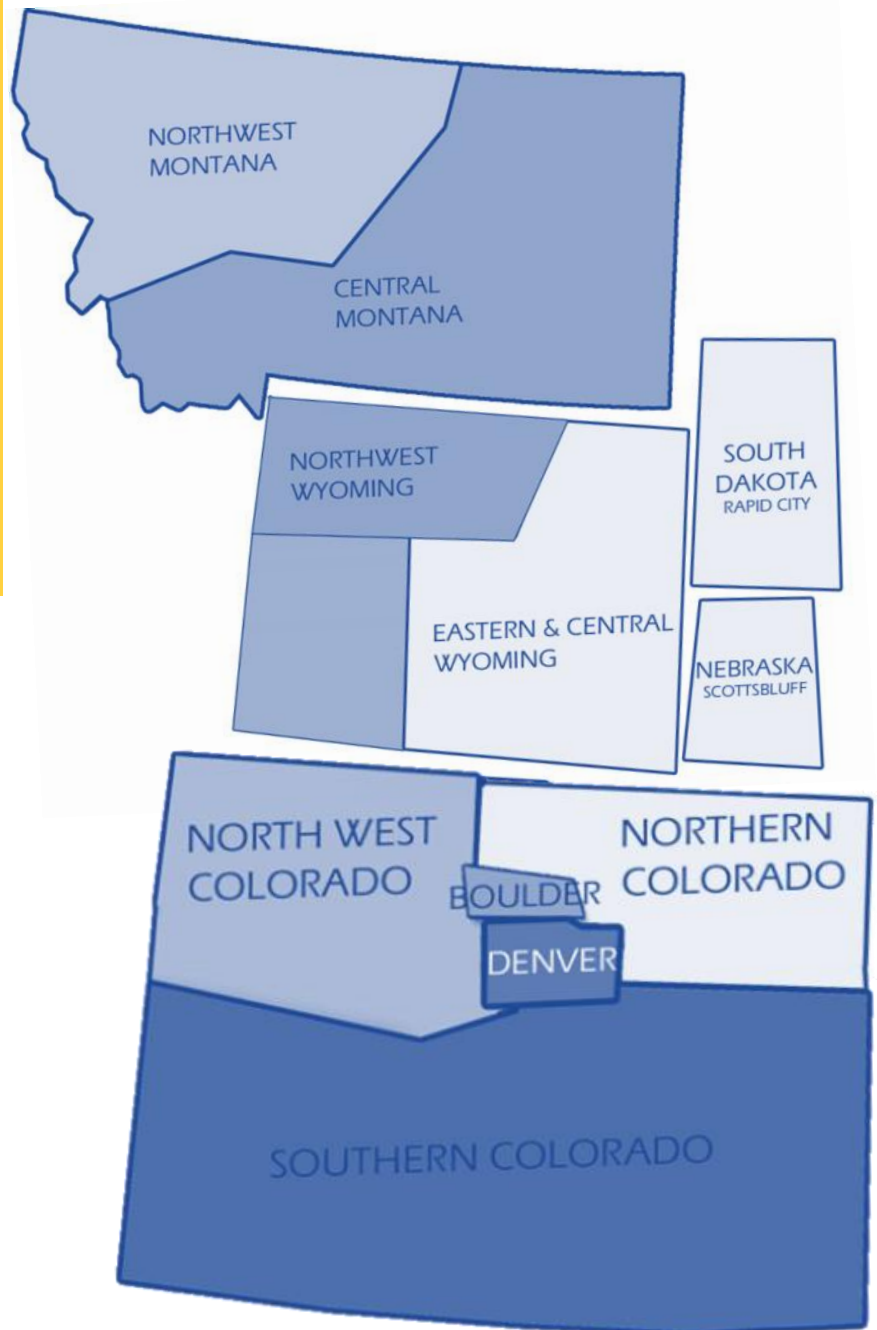 NORTHWEST
MONTANA
CENTRAL
MONTANA
NORTHWEST
WYOMING
SOUTH
DAKOTA
RAPID CITY
EASTERN & CENTRAL
WYOMING
NEBRASKA
SCOTTSBLUFF
NORTH WEST
COLORADO
NORTHERN
COLORADO
BOULDER
DENVER
SOUTHERN COLORADO